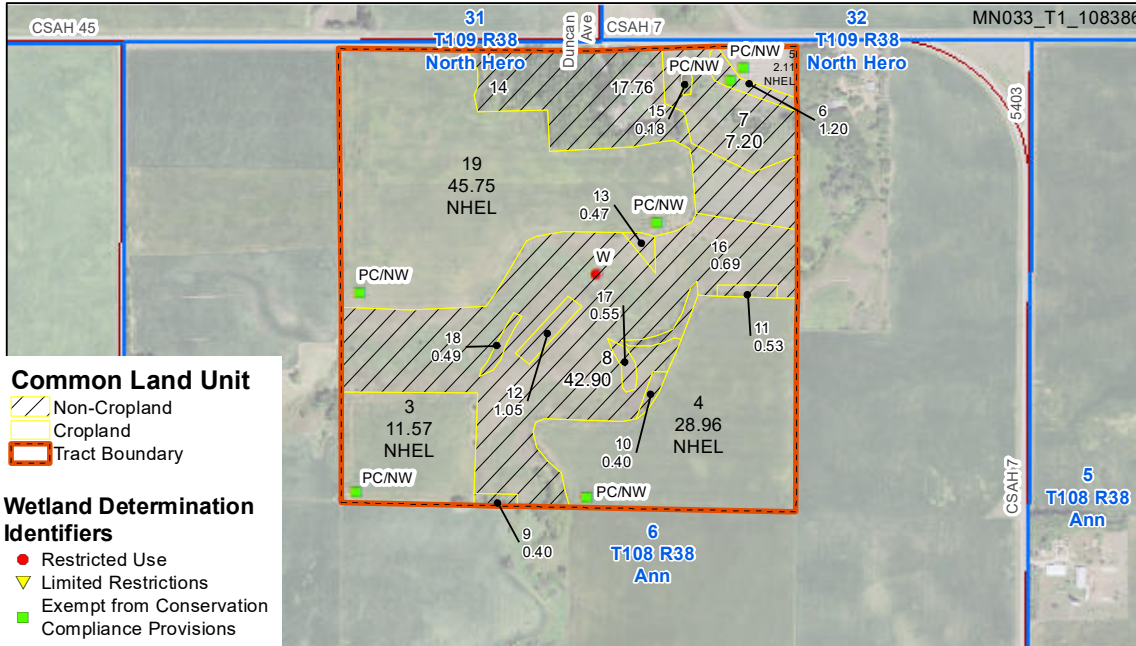 CSAH 45
31
T109 R38
North Hero
Duncan
Ave
CSAH 7
32
T109 R38
North Hero
MN033_T1_108386
PC/NW
5
2.11
NHEL
PC/NW
14
17.76
15
0.18
7
7.20
6
1.20
5403
19
45.75
NHEL
13
0.47
PC/NW
W
16
0.69
PC/NW
17
0.55
11
0.53
18
0.49
8
42.90
12
1.05
3
11.57
NHEL
4
28.96
NHEL
10
0.40
PC/NW
PC/NW
9
0.40
6
T108 R38
Ann
CSAH 7
5
T108 R38
Ann
Common Land Unit
Non-Cropland
Cropland
Tract Boundary
Wetland Determination
Identifiers
Restricted Use
Limited Restrictions
Exempt from Conservation
Compliance Provisions